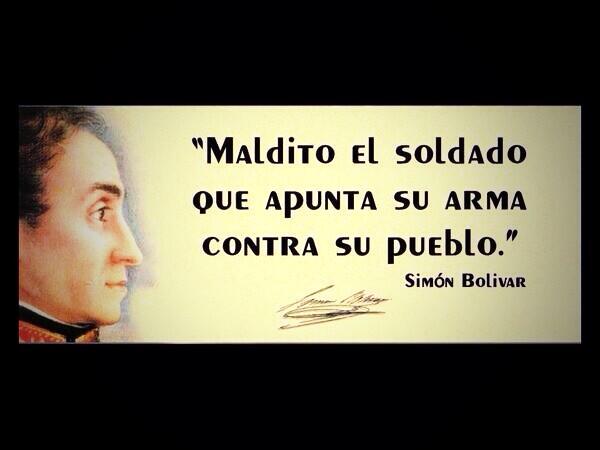 "Maldito el soldado
que apunta su arma
contra su pueblo."
Simón Bolivar